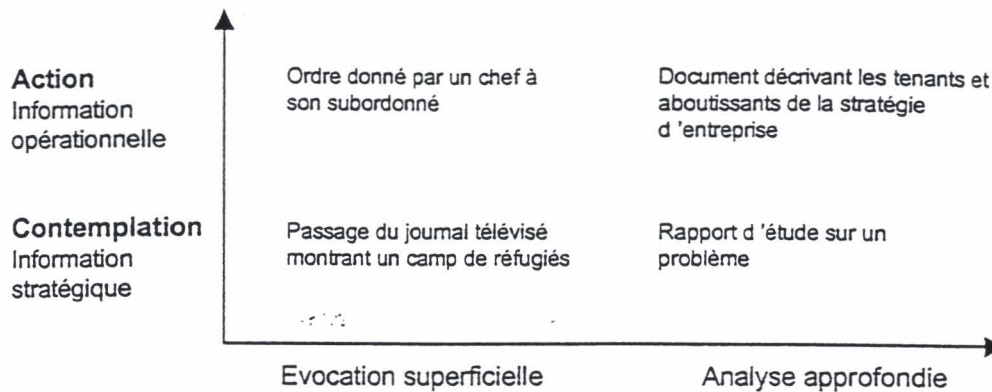 Action
Information
opérationnelle
Ordre donné par un chef à
son subordonné
Document décrivant les tenants et
aboutissants de la stratégie
d 'entreprise
Contemplation
Information
stratégique
Passage du journal télévisé
montrant un camp de réfugiés
Rapport d 'étude sur un
problème
Evocation superficielle
Analyse approfondie